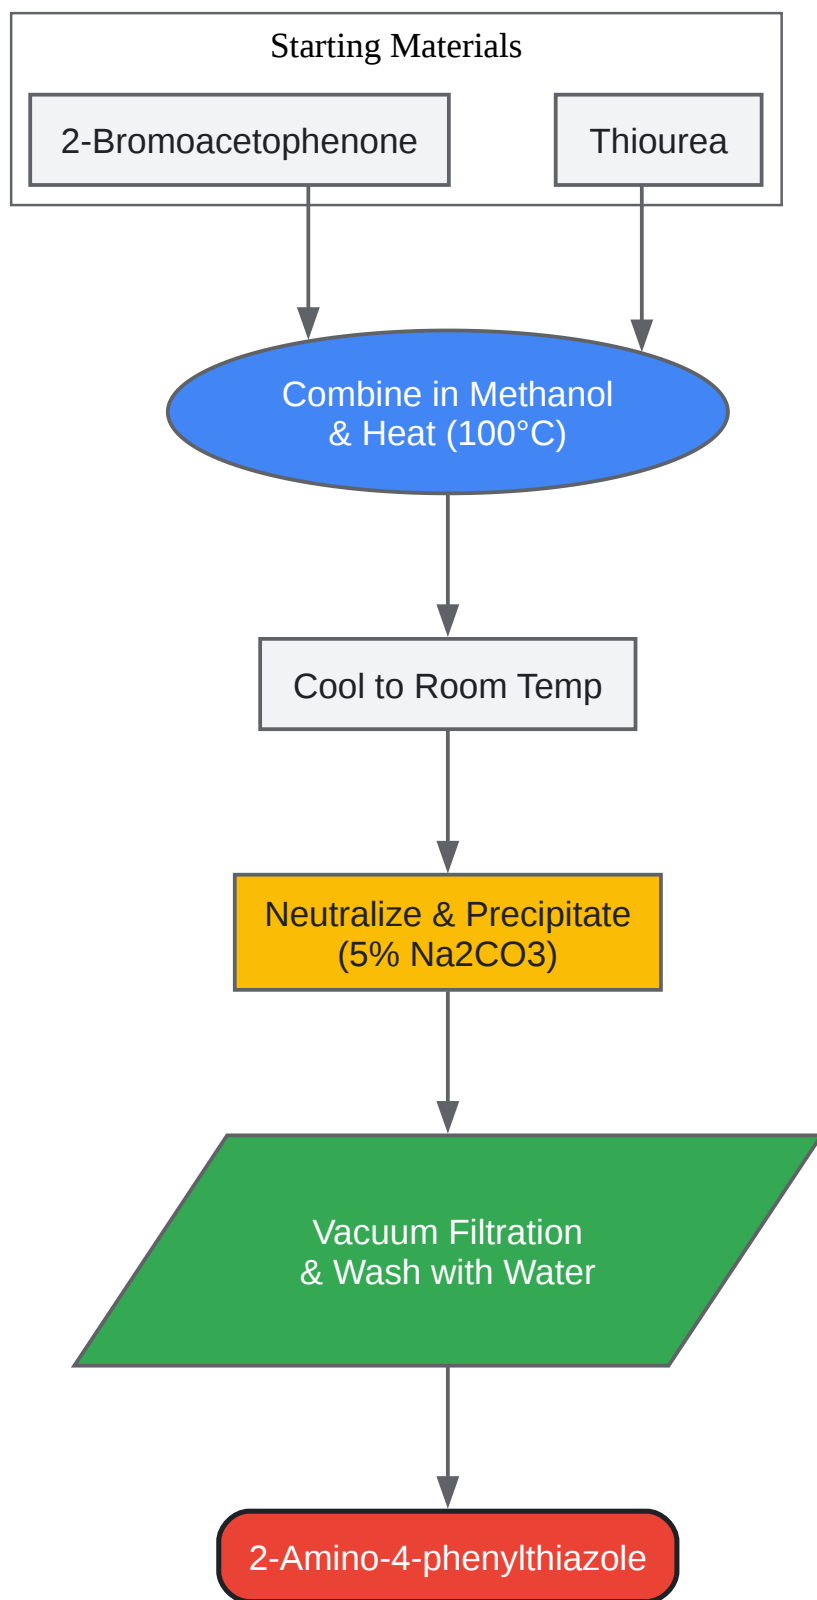 Starting Materials
2-Bromoacetophenone
Thiourea
Combine in Methanol
& Heat (100°C)
Cool to Room Temp
Neutralize & Precipitate
(5% Na2CO3)
Vacuum Filtration
& Wash with Water
2-Amino-4-phenylthiazole